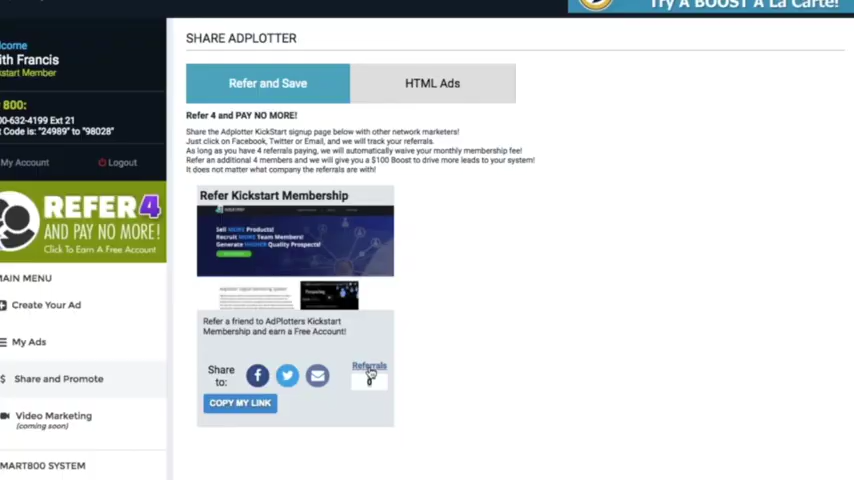 Try A BOOST A La Carte!
lcome
ith Francis
kstart Member
800:
00-632-4199 Ext 21
t Code is: "24989" to "98028"
My Account
Logout
REFER 4
AND PAY NO MORE!
Click To Earn A Free Account
MAIN MENU
Create Your Ad
My Ads
$ Share and Promote
Video Marketing
(coming soon)
MART800 SYSTEM
SHARE ADPLOTTER
Refer and Save
HTML Ads
Refer 4 and PAY NO MORE!
Share the Adplotter KickStart signup page below with other network marketers!
Just click on Facebook, Twitter or Email, and we will track your referrals.
As long as you have 4 referrals paying, we will automatically waive your monthly membership fee!
Refer an additional 4 members and we will give you a $100 Boost to drive more leads to your system!
It does not matter what company the referrals are with!
Refer Kickstart Membership
Sell MORE Products!
Recruit MORE Team Members!
Generate HIGHER Quality Prospects!
Refer a friend to AdPlotters Kickstart
Membership and earn a Free Account!
Share
to:
Referrals
COPY MY LINK